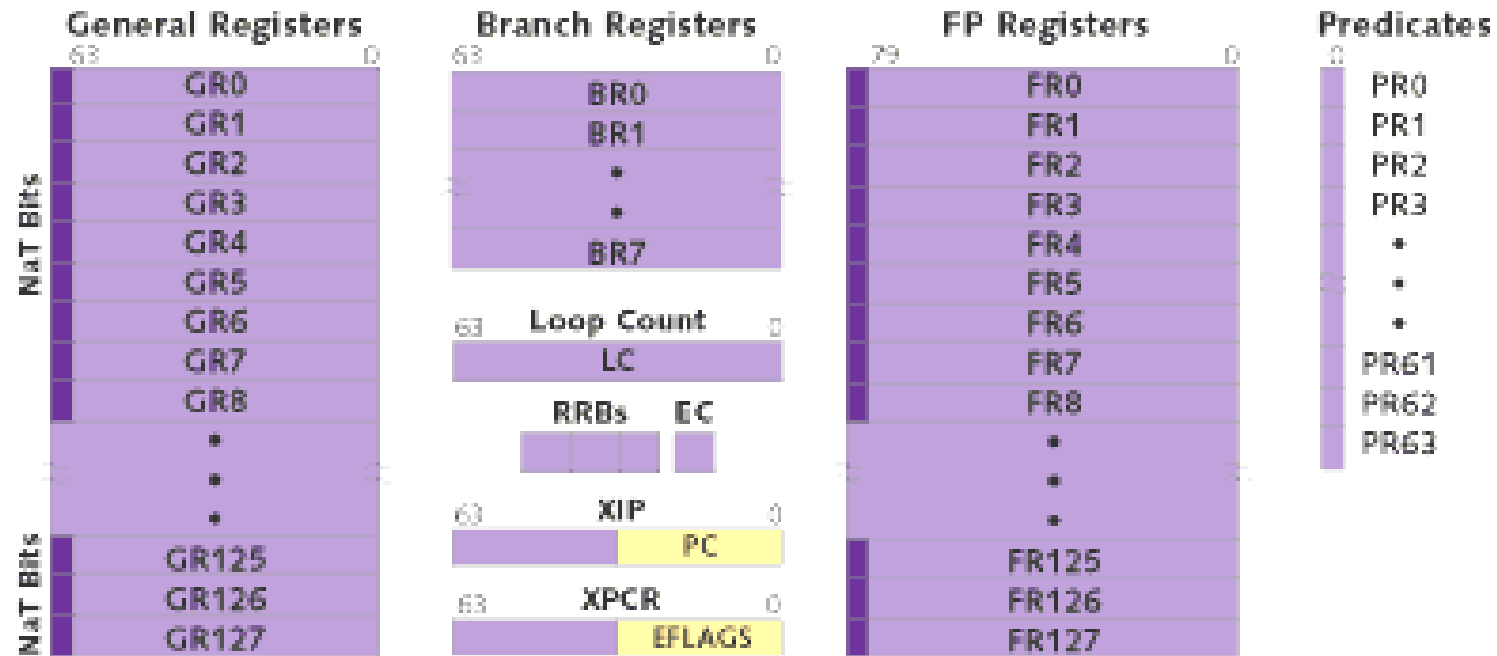 General Registers
63 0
GR0
GR1
GR2
GR3
GR4
GR5
GR6
GR7
GR8
GR125
GR126
GR127
NaT Bits
NaT Bits
Branch Registers
63 0
BR0
BR1
BR7
Loop Count
63 0
LC
RRBs EC
XIP
63 0
PC
XPCR
63 0
EFLAGS
FP Registers
79 0
FR0
FR1
FR2
FR3
FR4
FR5
FR6
FR7
FR8
FR125
FR126
FR127
Predicates
0
PR0
PR1
PR2
PR3
PR61
PR62
PR63